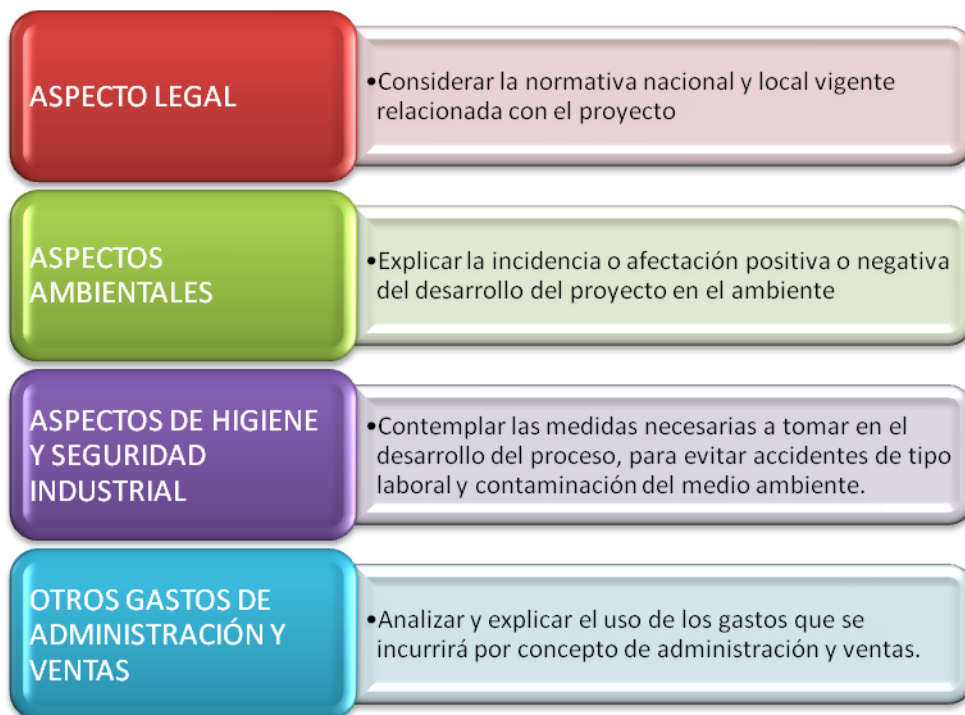 ASPECTO LEGAL
•Considerar la normativa nacional y local vigente
relacionada con el proyecto
ASPECTOS
AMBIENTALES
•Explicar la incidencia o afectación positiva o negativa
del desarrollo del proyecto en el ambiente
ASPECTOS DE HIGIENE
Y SEGURIDAD
INDUSTRIAL
•Contemplar las medidas necesarias a tomar en el
desarrollo del proceso, para evitar accidentes de tipo
laboral y contaminación del medio ambiente.
OTROS GASTOS DE
ADMINISTRACIÓN Y
VENTAS
•Analizar y explicar el uso de los gastos que se
incurrirá por concepto de administración y ventas.